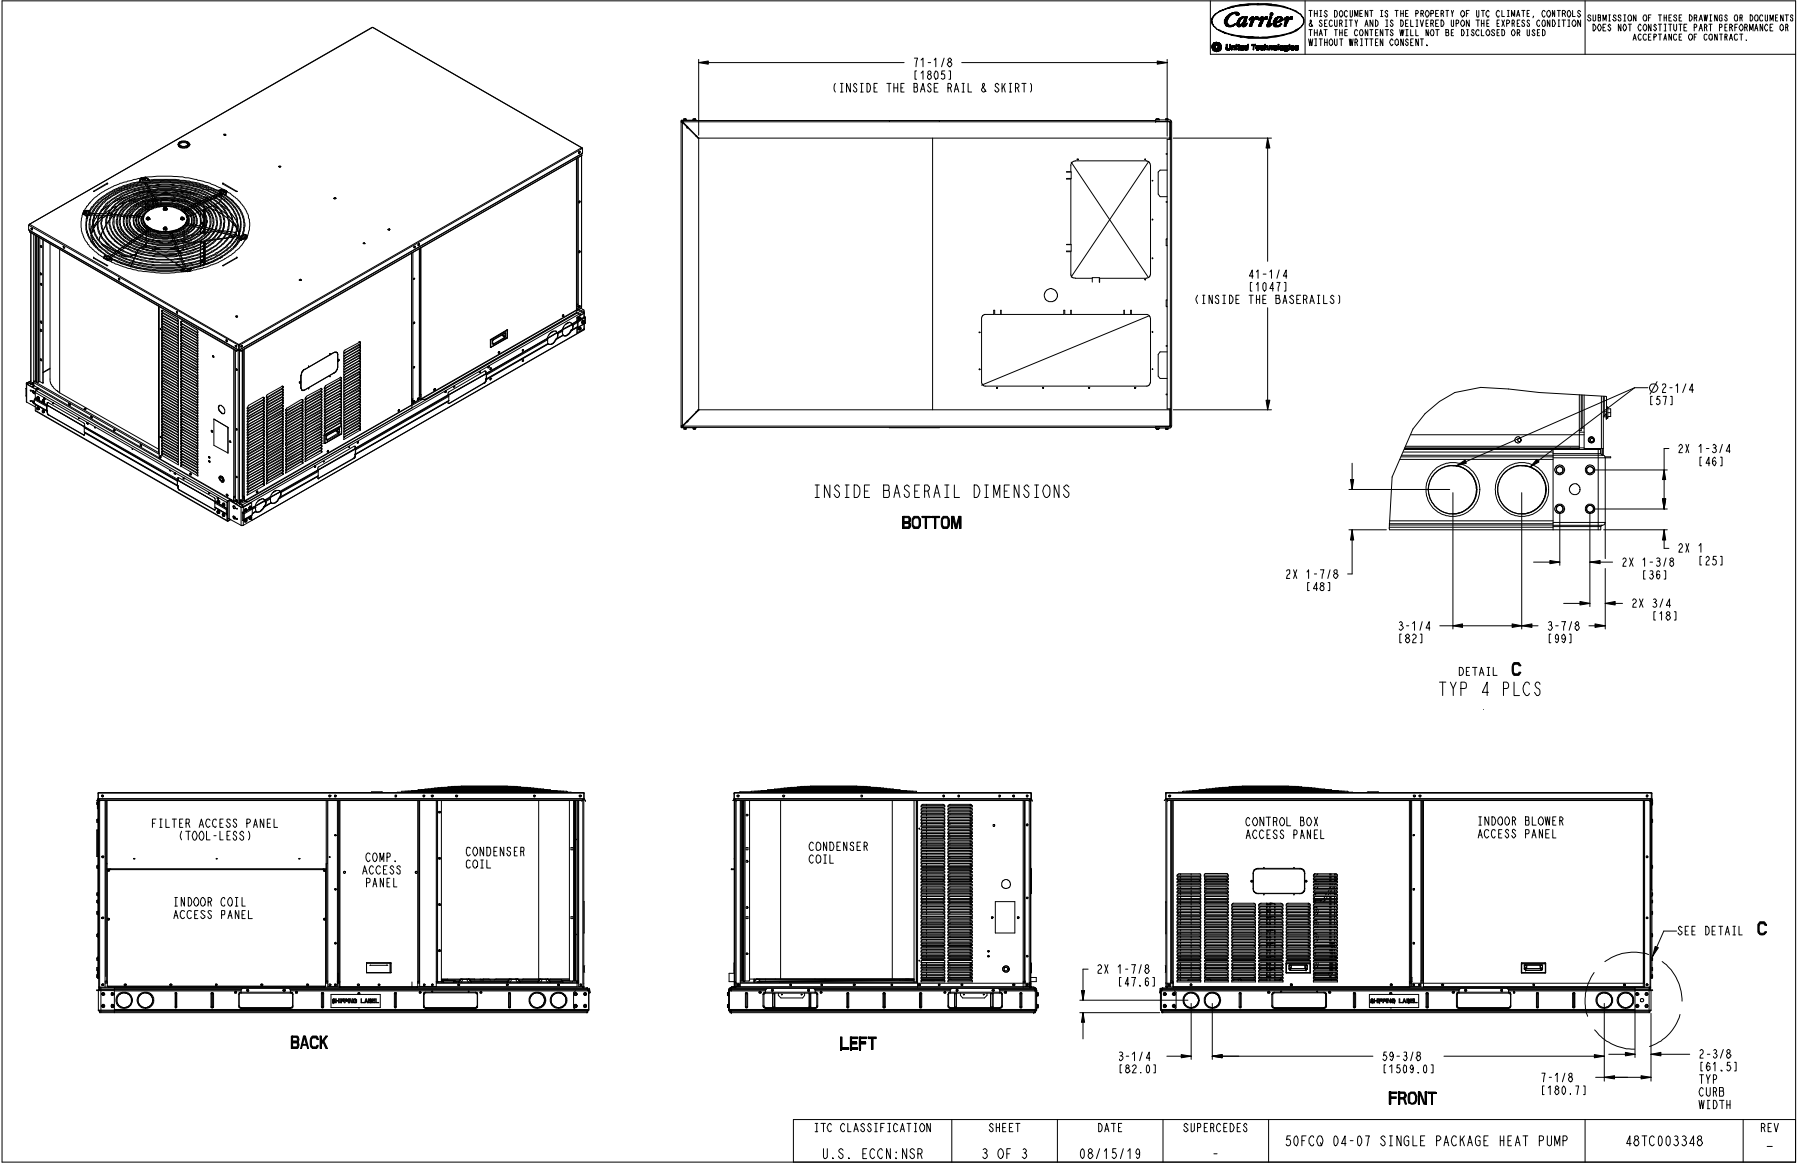 Carrier
United Technologies
THIS DOCUMENT IS THE PROPERTY OF UTC CLIMATE, CONTROLS
& SECURITY AND IS DELIVERED UPON THE EXPRESS CONDITION
THAT THE CONTENTS WILL NOT BE DISCLOSED OR USED
WITHOUT WRITTEN CONSENT.
SUBMISSION OF THESE DRAWINGS OR DOCUMENTS
DOES NOT CONSTITUTE PART PERFORMANCE OR
ACCEPTANCE OF CONTRACT.
71-1/8
[1805]
(INSIDE THE BASE RAIL & SKIRT)
41-1/4
[1047]
(INSIDE THE BASERAILS)
INSIDE BASERAIL DIMENSIONS
BOTTOM
Ø2-1/4
[57]
2X 1-3/4
[46]
2X 1
[25]
2X 1-3/8
[36]
2X 1-7/8
[48]
2X 3/4
[18]
3-1/4
[82]
3-7/8
[99]
DETAIL C
TYP 4 PLCS
FILTER ACCESS PANEL
(TOOL-LESS)
INDOOR COIL
ACCESS PANEL
COMP.
ACCESS
PANEL
CONDENSER
COIL
SHIPPING LABEL
BACK
CONDENSER
COIL
LEFT
CONTROL BOX
ACCESS PANEL
INDOOR BLOWER
ACCESS PANEL
SEE DETAIL C
SHIPPING LABEL
2X 1-7/8
[47.6]
3-1/4
[82.0]
59-3/8
[1509.0]
7-1/8
[180.7]
2-3/8
[61.5]
TYP
CURB
WIDTH
FRONT
ITC CLASSIFICATION
U.S. ECCN:NSR
SHEET
3 OF 3
DATE
08/15/19
SUPERCEDES
-
50FCQ 04-07 SINGLE PACKAGE HEAT PUMP
48TC003348
REV
-